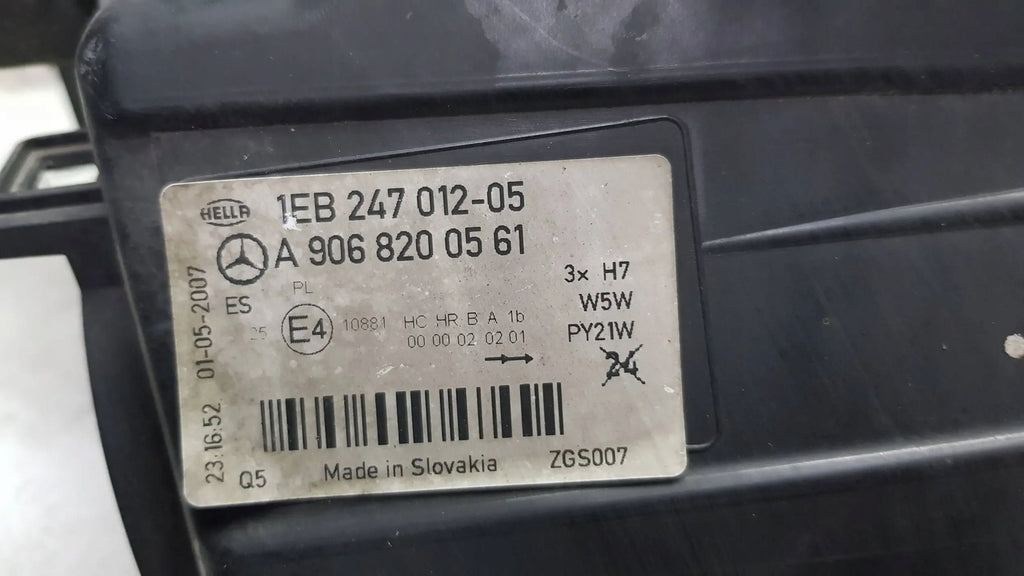 HELLA 1EB 247 012-05
A 906 820 05 61
3x H7
W5W
PY21W
24
ES
PL
E4
10881 HC HR B A 1b
00 00 02 02 01
01-05-2007
23:16:52
Q5
Made in Slovakia
ZGS007